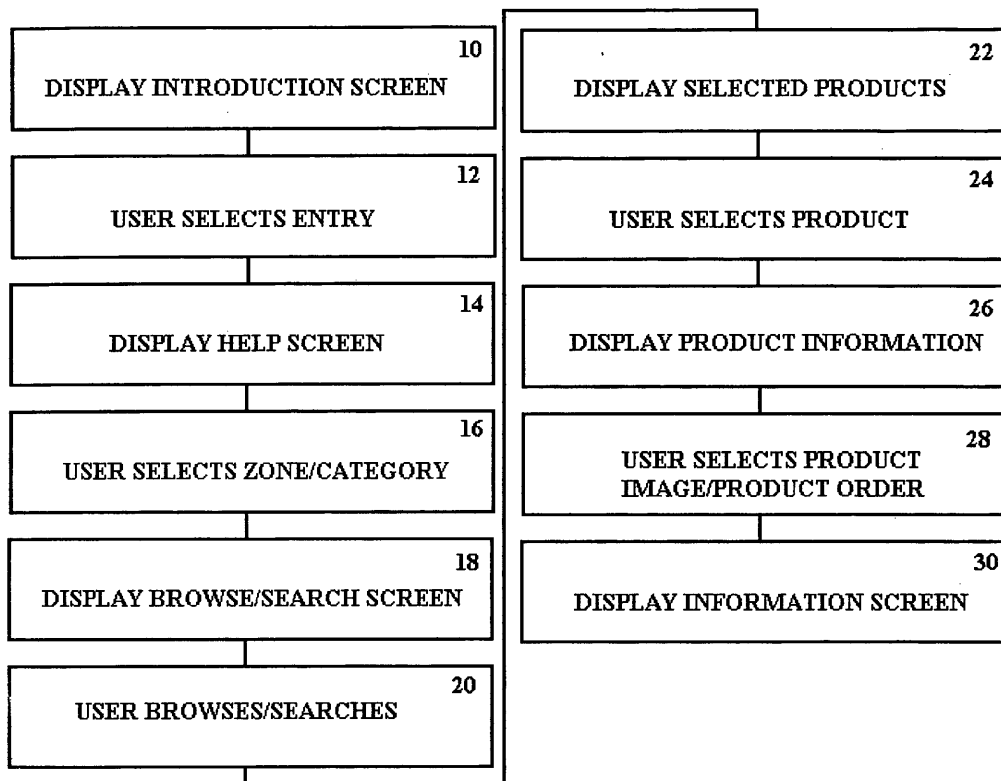 10
DISPLAY INTRODUCTION SCREEN
12
USER SELECTS ENTRY
14
DISPLAY HELP SCREEN
16
USER SELECTS ZONE/CATEGORY
18
DISPLAY BROWSE/SEARCH SCREEN
20
USER BROWSES/SEARCHES
22
DISPLAY SELECTED PRODUCTS
24
USER SELECTS PRODUCT
26
DISPLAY PRODUCT INFORMATION
28
USER SELECTS PRODUCT
IMAGE/PRODUCT ORDER
30
DISPLAY INFORMATION SCREEN